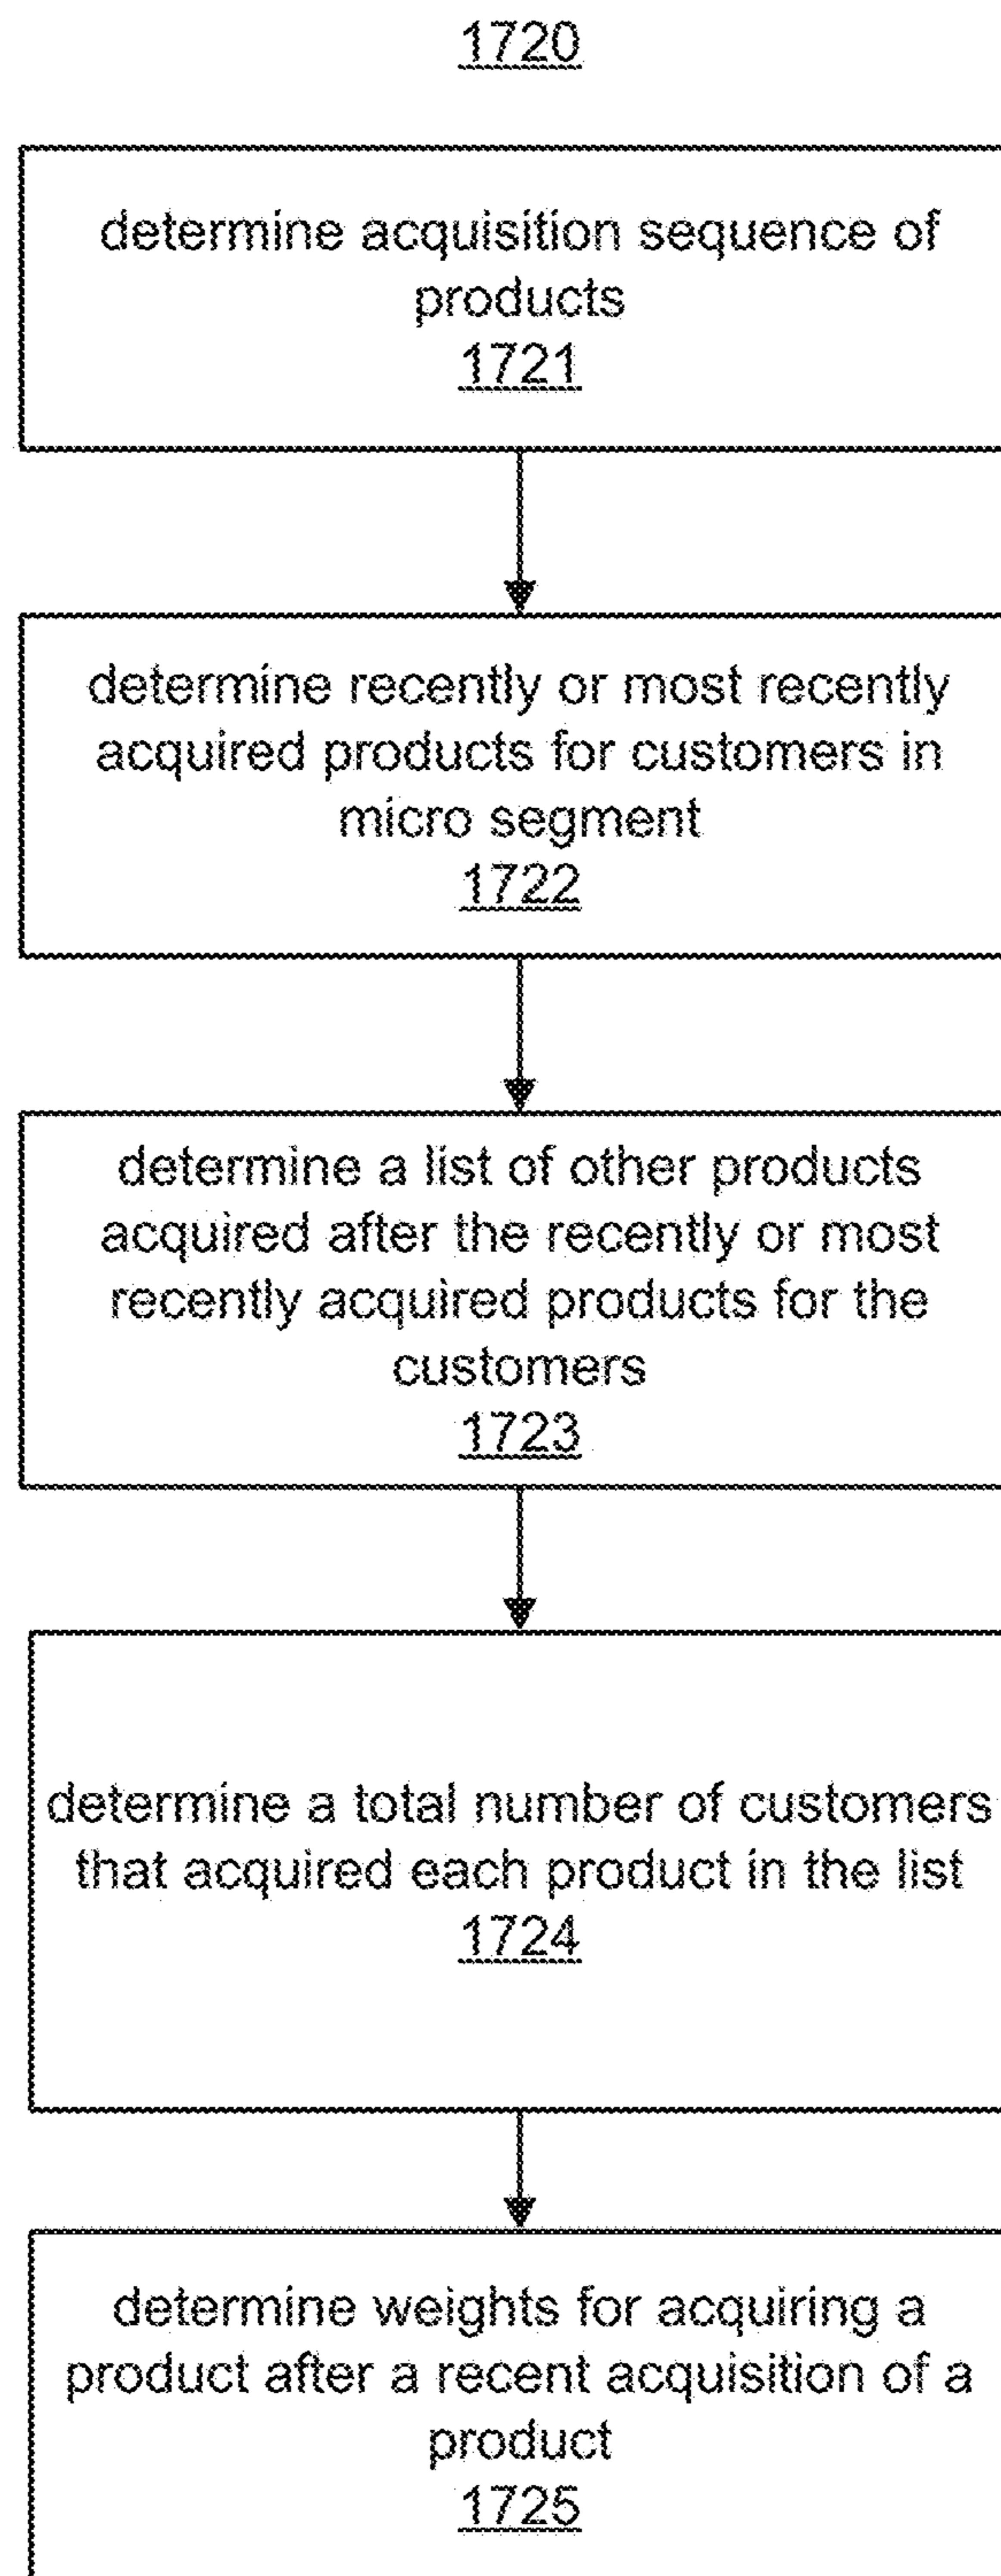 1720
determine acquisition sequence of
products
1721
determine recently or most recently
acquired products for customers in
micro segment
1722
determine a list of other products
acquired after the recently or most
recently acquired products for the
customers
1723
determine a total number of customers
that acquired each product in the list
1724
determine weights for acquiring a
product after a recent acquisition of a
product
1725